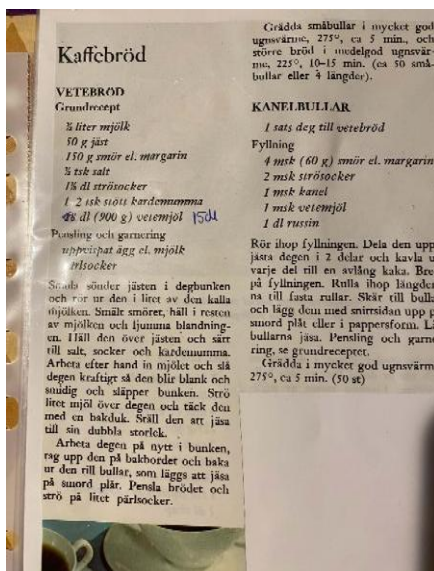 Kaffebröd
VETEBRÖD
Grundrecept
½ liter mjölk
50 g jäst
150 g smör el. margarin
½ tsk salt
1½ dl strösocker
1-2 tsk stött kardemumma
dl (900 g) vetemjöl 15dl
Pensling och garnering
uppvispat ägg el. mjölk
ärlsocker
Smula sönder jästen i degbunken
och rör ur den i litet av den kalla
mjölken. Smält smöret, häll i resten
av mjölken och ljumma blandning-
en. Häll den över jästen och sätt
till salt, socker och kardemumma.
Arbeta efter hand in mjölet och slå
degen kraftigt så den blir blank och
smidig och släpper bunken. Strö
litet mjöl över degen och täck den
med en bakduk. Ställ den att jäsa
till sin dubbla storlek.
Arbeta degen på nytt i bunken,
tag upp den på bakbordet och baka
ur den till bullar, som läggs att jäsa
på smord plåt. Pensla brödet och
strö på litet pärlsocker.
Grädda småbullar i mycket god
ugnsvärme, 275°, ca 5 min., och
större bröd i medelgod ugnsvär-
me, 225°, 10-15 min. (ca 50 små-
bullar eller 4 längder).
KANELBULLAR
1 sats deg till vetebröd
Fyllning
4 msk (60 g) smör el. margarin
2 msk strösocker
1 msk kanel
1 msk vetemjöl
1 dl russin
Rör ihop fyllningen. Dela den upp
jästa degen i 2 delar och kavla u
varje del till en avlång kaka. Bre
på fyllningen. Rulla ihop längder
na till fasta rullar. Skär till bulla
och lägg dem med snittsidan upp p
smord plåt eller i pappersform. Lå
bullarna jäsa. Pensling och garne
ring, se grundreceptet.
Grädda i mycket god ugnsvärm
275°, ca 5 min. (50 st)